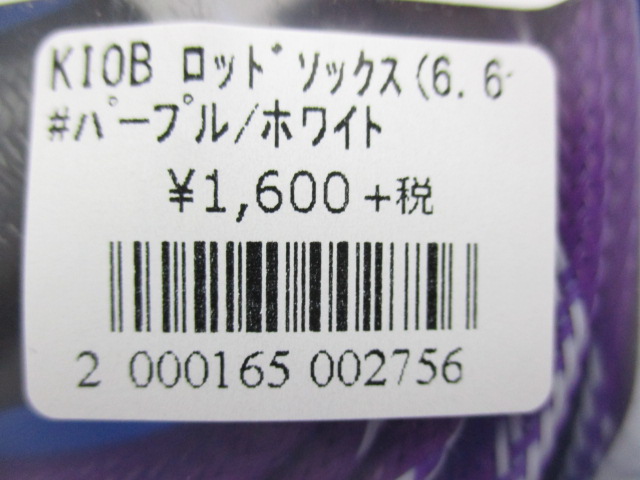 KIOB ロッドソックス(6.6
#パープル/ホワイト
¥1,600+税
2 000165 002756